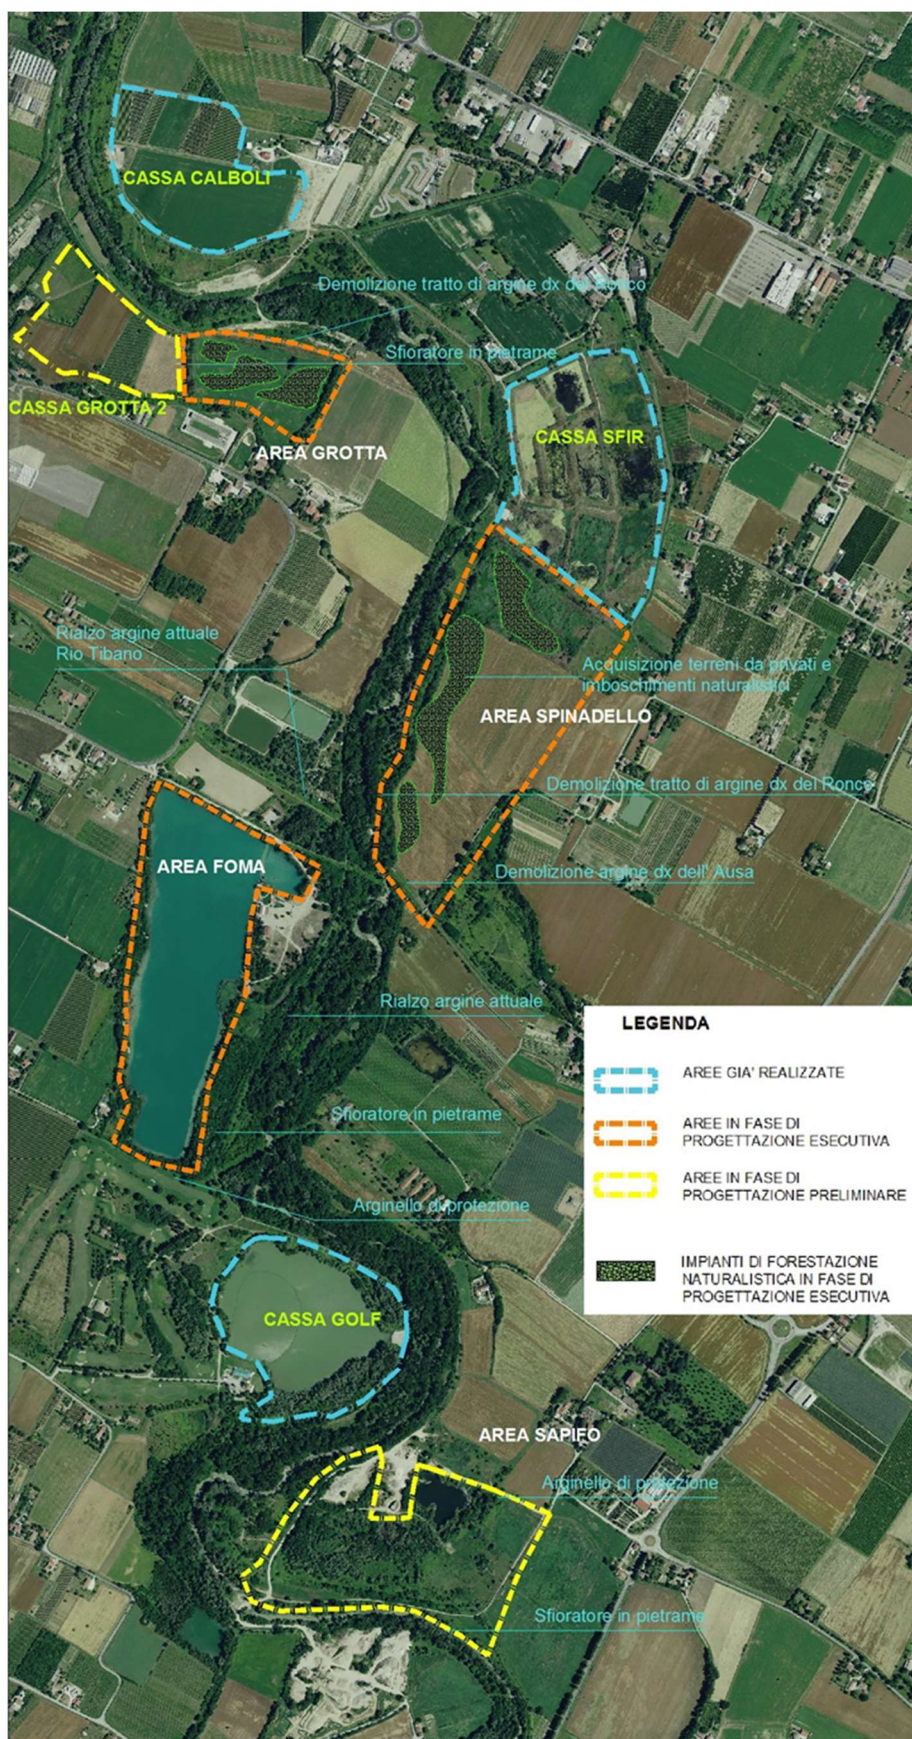 CASSA CALBOLI
Demolizione tratto di argine dx del Ronco
Sfioratore in pietrame
CASSA GROTTA 2
CASSA SFIR
AREA GROTTA
Rialzo argine attuale
Rio Tibano
Acquisizione terreni da privati e
imboschimenti naturalistici
AREA SPINADELLO
Demolizione tratto di argine dx del Ronco
AREA FOMA
Demolizione argine dx dell' Ausa
Rialzo argine attuale
Sfioratore in pietrame
Arginello di protezione
CASSA GOLF
AREA SAPIFO
Arginello di protezione
Sfioratore in pietrame
LEGENDA
AREE GIA' REALIZZATE
AREE IN FASE DI
PROGETTAZIONE ESECUTIVA
AREE IN FASE DI
PROGETTAZIONE PRELIMINARE
IMPIANTI DI FORESTAZIONE
NATURALISTICA IN FASE DI
PROGETTAZIONE ESECUTIVA